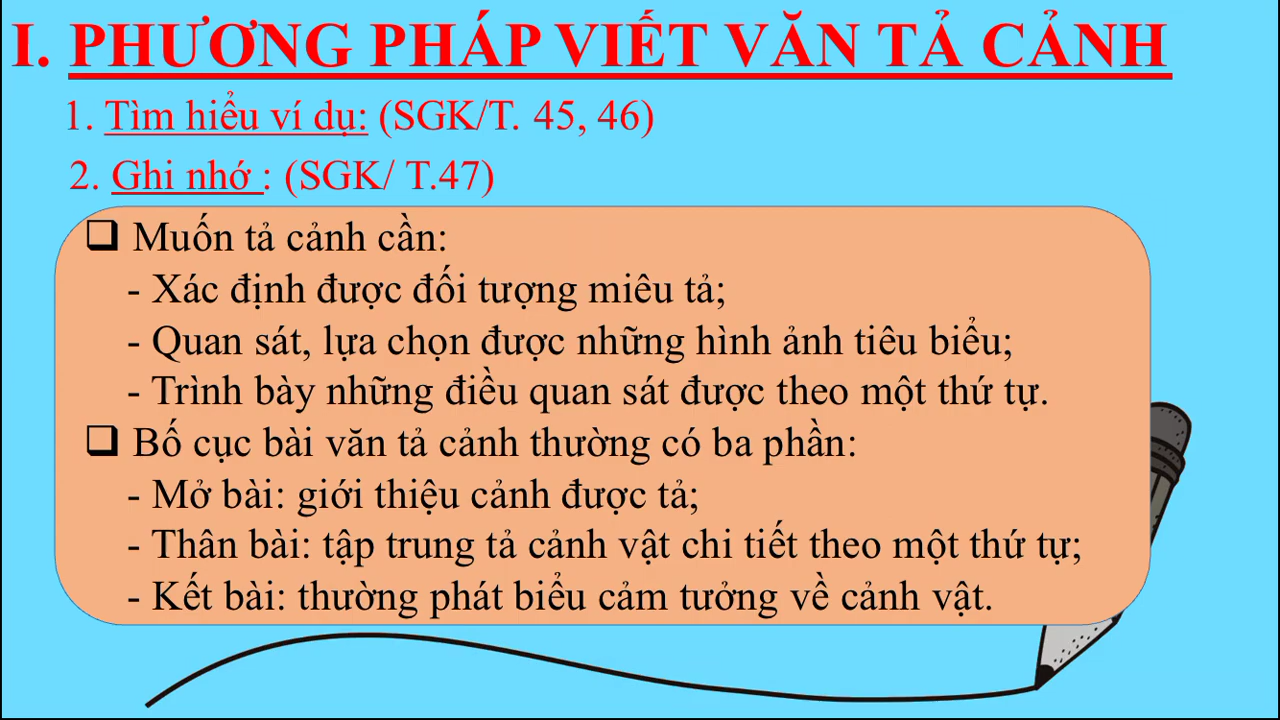 I. PHƯƠNG PHÁP VIẾT VĂN TẢ CẢNH
1. Tìm hiểu ví dụ: (SGK/T. 45, 46)
2. Ghi nhớ : (SGK/ T.47)
❑ Muốn tả cảnh cần:
- Xác định được đối tượng miêu tả;
- Quan sát, lựa chọn được những hình ảnh tiêu biểu;
- Trình bày những điều quan sát được theo một thứ tự.
❑ Bố cục bài văn tả cảnh thường có ba phần:
- Mở bài: giới thiệu cảnh được tả;
- Thân bài: tập trung tả cảnh vật chi tiết theo một thứ tự;
- Kết bài: thường phát biểu cảm tưởng về cảnh vật.